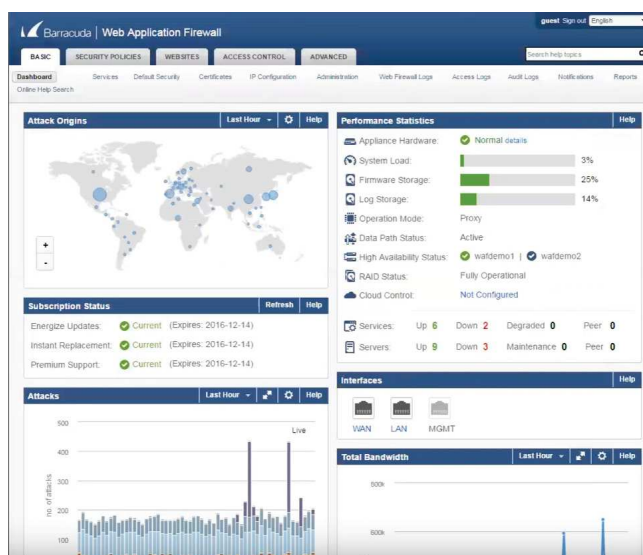 guest Sign out English
Barracuda | Web Application Firewall
BASIC SECURITY POLICIES WEBSITES ACCESS CONTROL ADVANCED
Search help topics
Dashboard Services Default Security Certificates IP Configuration Administration Web Firewall Logs Access Logs Audit Logs Notifications Reports
Online Help Search
Attack Origins Last Hour Help
+
-
Subscription Status Refresh Help
Energize Updates: Current (Expires: 2016-12-14)
Instant Replacement: Current (Expires: 2016-12-14)
Premium Support: Current (Expires: 2016-12-14)
Attacks Last Hour Help
Live
no. of attacks
500
400
300
200
100
Performance Statistics Help
Appliance Hardware: Normal details
System Load: 3%
Firmware Storage: 25%
Log Storage: 14%
Operation Mode: Proxy
Data Path Status: Active
High Availability Status: wafdemo1 | wafdemo2
RAID Status: Fully Operational
Cloud Control: Not Configured
Services: Up 6 Down 2 Degraded 0 Peer 0
Servers: Up 9 Down 3 Maintenance 0 Peer 0
Interfaces Help
WAN LAN MGMT
Total Bandwidth Last Hour Help